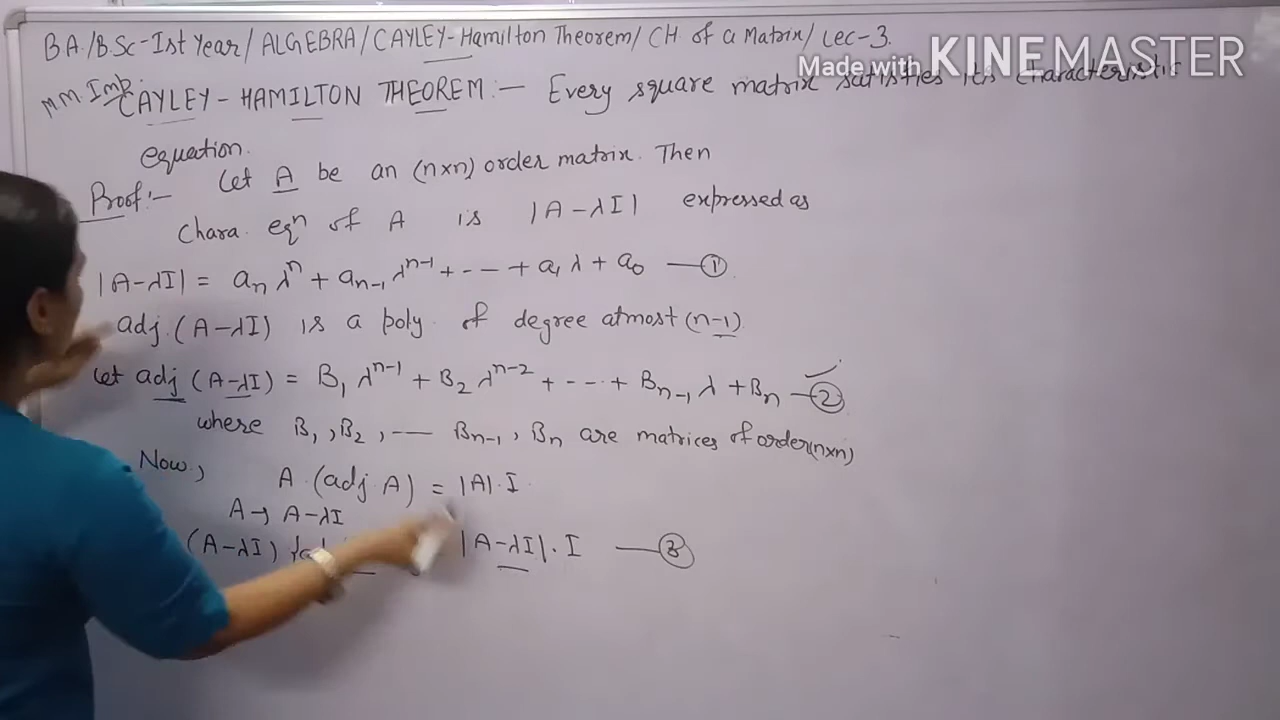 B.A./B.Sc-Ist Year/ ALGEBRA/ CAYLEY-Hamilton Theorem/ CH. of a Matrix/ Lec-3.
Made with KINEMASTER
M.M. Imp. CAYLEY-HAMILTON THEOREM:- Every square matrix satisfies its characteristic
equation.
Proof:- Let A be an (n×n) order matrix. Then
Chara. eqⁿ of A is |A-λI| expressed as
|A-λI| = aₙ λⁿ + aₙ₋₁ λⁿ⁻¹ + --- + a₁ λ + a₀ —①
adj. (A-λI) is a poly. of degree atmost (n-1)
Let adj (A-λI) = B₁ λⁿ⁻¹ + B₂ λⁿ⁻² + --- + Bₙ₋₁ λ + Bₙ —②
where B₁, B₂, --- Bₙ₋₁, Bₙ are matrices of order(n×n)
Now, A. (adj. A) = |A|. I
A→ A-λI
(A-λI) |A-λI|. I —③